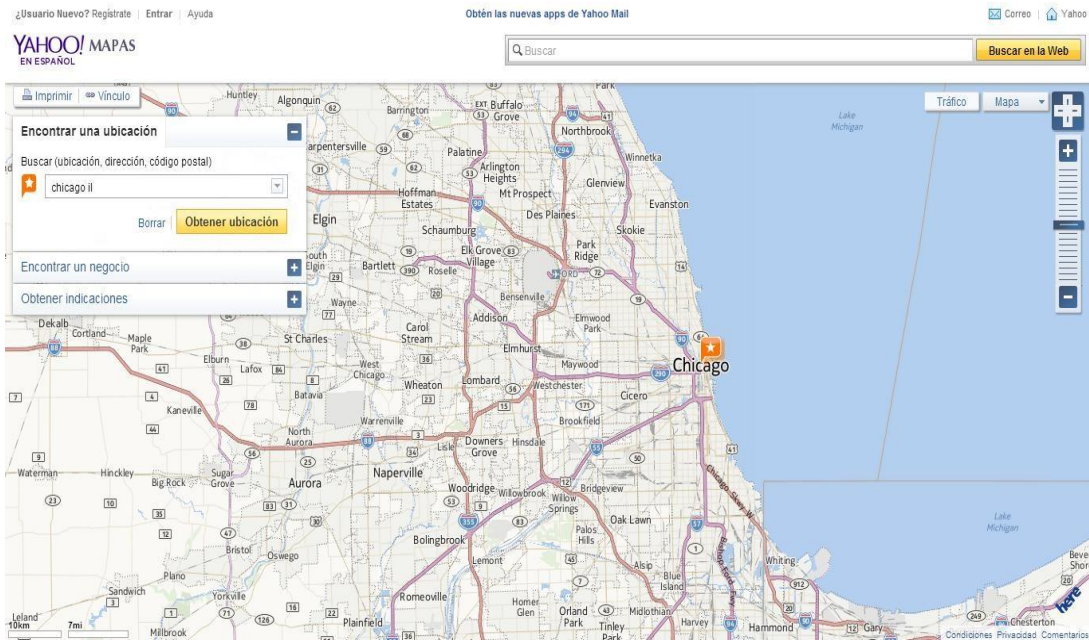 ¿Usuario Nuevo? Regístrate | Entrar | Ayuda
Obtén las nuevas apps de Yahoo Mail
Correo | Yahoo
YAHOO! MAPAS
EN ESPAÑOL
Buscar
Buscar en la Web
Imprimir Vínculo
Tráfico
Mapa
Encontrar una ubicación
Buscar (ubicación, dirección, código postal)
chicago il
Borrar
Obtener ubicación
Encontrar un negocio
Obtener indicaciones
Huntley
Algonquin
Barrington
Buffalo
Grove
Northbrook
Lake
Michigan
Palatine
Winnetka
Arlington
Heights
Hoffman
Estates
Mt Prospect
Glenview
Evanston
Des Plaines
Elgin
Schaumburg
Skokie
Elk Grove
Village
Park
Ridge
Bartlett
Roselle
ORD
Wayne
Bensenville
Dekalb
Cortland
Maple
Park
St Charles
Carol
Stream
Addison
Elmwood
Park
Elburn
Lafox
West
Chicago
Elmhurst
Maywood
Chicago
Batavia
Wheaton
Lombard
Westchester
Cicero
Kaneville
Warrenville
Brookfield
North
Aurora
Lisle
Downers
Grove
Hinsdale
Waterman
Hinckley
Big Rock
Sugar
Grove
Aurora
Naperville
Woodridge
Willowbrook
Willow
Springs
Bridgeview
Chicago Skwy W
Oak Lawn
Lake
Michigan
Bristol
Oswego
Bolingbrook
Palos
Hills
Lemont
Alsip
Blue
Island
Whiting
Plano
Sandwich
Yorkville
Romeoville
Homer
Glen
Orland
Park
Tinley
Park
Midlothian
Harvey
Hammond
Gary
Chesterton
Leland
10km
7mi
Millbrook
Plainfield
Bishop Ford Fwy
here
Condiciones Privacidad